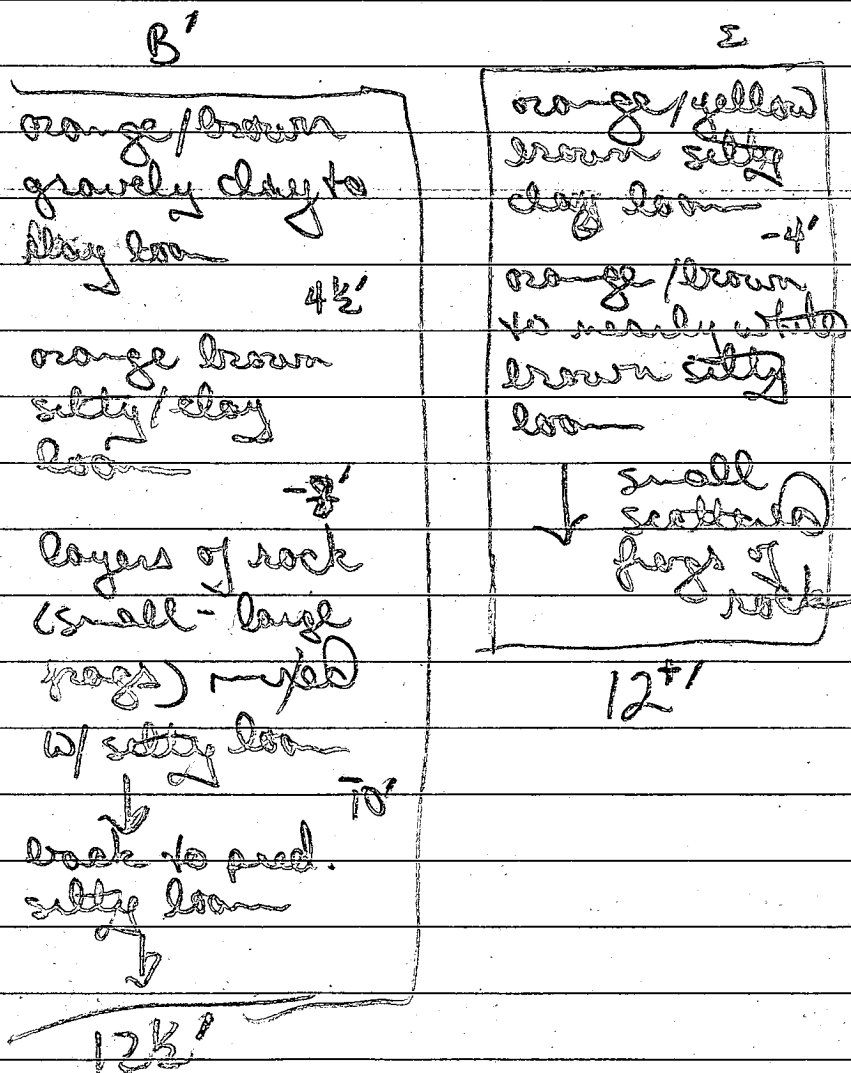 B'
orange/brown
gravely clay to
clay loam
4½'
orange brown
silty/clay
loam
-8'
layers of rock
(small - large
frags) mixed
w/ silty loam
-10'
back to pred.
silty loam
12½'
Σ
orange/yellow
brown silty
clay loam
-4'
orange/brown
to nearly white
brown silty
loam
small
scattered
frags of
rock
12+'